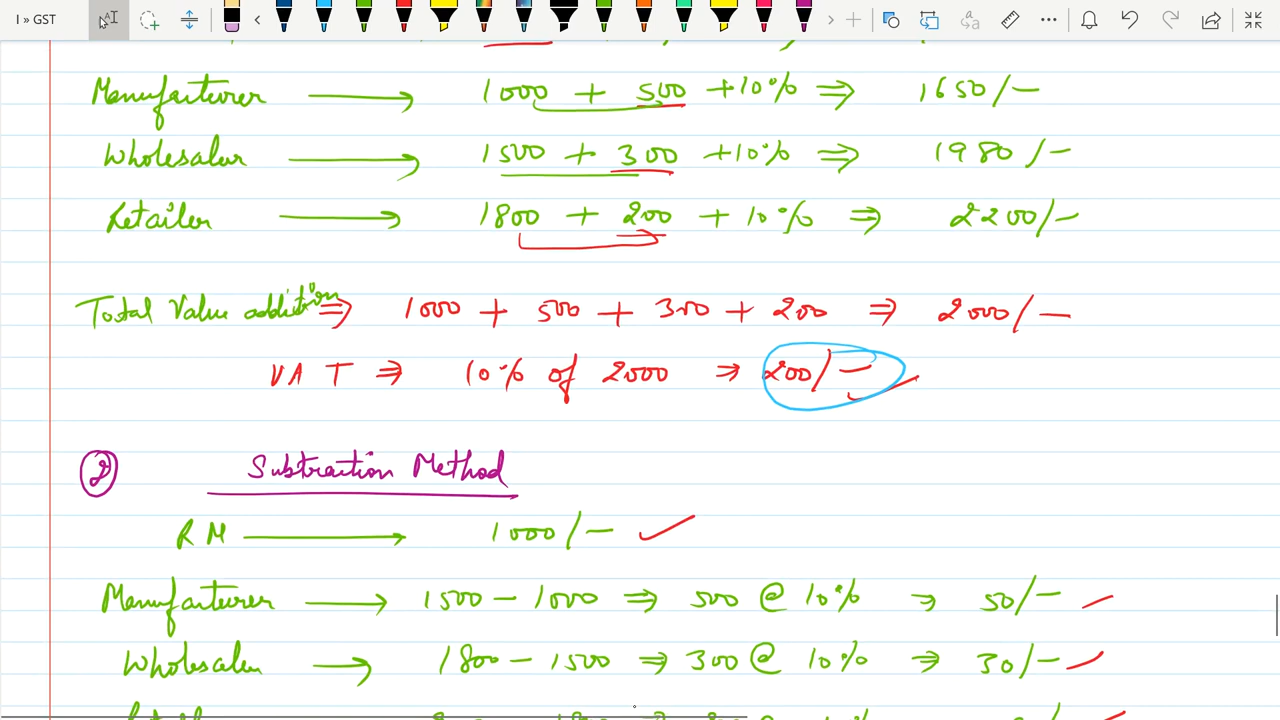 I » GST
Manufacturer → 1000 + 500 + 10% ⇒ 1650/-
Wholesaler → 1500 + 300 + 10% ⇒ 1980/-
Retailer → 1800 + 200 + 10% ⇒ 2200/-
Total Value addition ⇒ 1000 + 500 + 300 + 200 ⇒ 2000/-
VAT ⇒ 10% of 2000 ⇒ 200/-
② Subtraction Method
RM → 1000/-
Manufacturer → 1500 - 1000 ⇒ 500 @ 10% ⇒ 50/-
Wholesaler → 1800 - 1500 ⇒ 300 @ 10% ⇒ 30/-